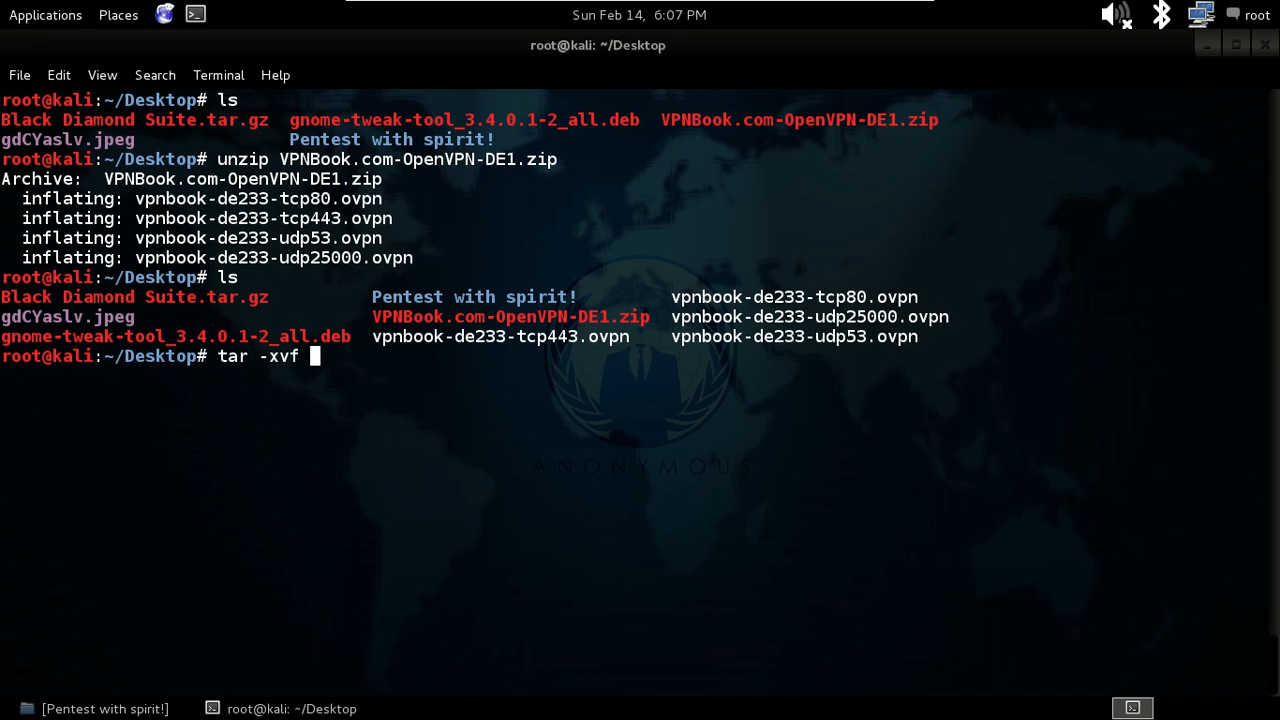 Applications Places Sun Feb 14, 6:07 PM root
root@kali: ~/Desktop
File Edit View Search Terminal Help
root@kali:~/Desktop# ls
Black Diamond Suite.tar.gz gnome-tweak-tool_3.4.0.1-2_all.deb VPNBook.com-OpenVPN-DE1.zip
gdCYaslv.jpeg Pentest with spirit!
root@kali:~/Desktop# unzip VPNBook.com-OpenVPN-DE1.zip
Archive: VPNBook.com-OpenVPN-DE1.zip
inflating: vpnbook-de233-tcp80.ovpn
inflating: vpnbook-de233-tcp443.ovpn
inflating: vpnbook-de233-udp53.ovpn
inflating: vpnbook-de233-udp25000.ovpn
root@kali:~/Desktop# ls
Black Diamond Suite.tar.gz Pentest with spirit! vpnbook-de233-tcp80.ovpn
gdCYaslv.jpeg VPNBook.com-OpenVPN-DE1.zip vpnbook-de233-udp25000.ovpn
gnome-tweak-tool_3.4.0.1-2_all.deb vpnbook-de233-tcp443.ovpn vpnbook-de233-udp53.ovpn
root@kali:~/Desktop# tar -xvf
ANONYMOUS
[Pentest with spirit!] root@kali: ~/Desktop